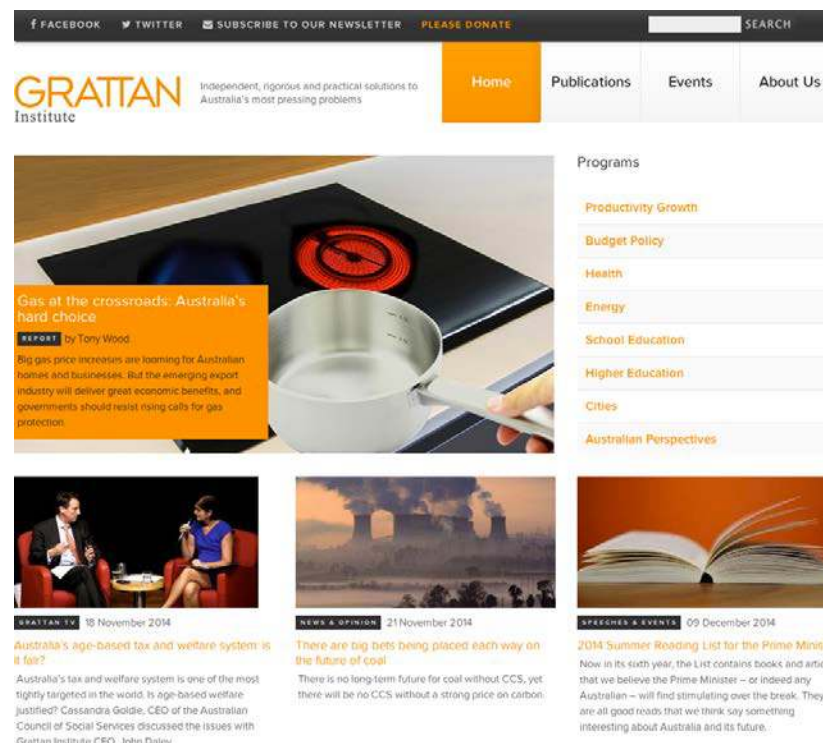 FACEBOOK TWITTER SUBSCRIBE TO OUR NEWSLETTER PLEASE DONATE SEARCH
GRATTAN
Institute
Independent, rigorous and practical solutions to
Australia's most pressing problems
Home Publications Events About Us
Gas at the crossroads: Australia's
hard choice
REPORT by Tony Wood
Big gas price increases are looming for Australian
homes and businesses. But the emerging export
industry will deliver great economic benefits, and
governments should resist rising calls for gas
protection.
Programs
Productivity Growth
Budget Policy
Health
Energy
School Education
Higher Education
Cities
Australian Perspectives
GRATTAN TV 18 November 2014
Australia's age-based tax and welfare system: is
it fair?
Australia's tax and welfare system is one of the most
tightly targeted in the world. Is age-based welfare
justified? Cassandra Goldie, CEO of the Australian
Council of Social Services discussed the issues with
Grattan Institute CEO, John Daley
NEWS & OPINION 21 November 2014
There are big bets being placed each way on
the future of coal
There is no long-term future for coal without CCS, yet
there will be no CCS without a strong price on carbon.
SPEECHES & EVENTS 09 December 2014
2014 Summer Reading List for the Prime Minis
Now in its sixth year, the List contains books and artic
that we believe the Prime Minister – or indeed any
Australian – will find stimulating over the break. They
are all good reads that we think say something
interesting about Australia and its future.